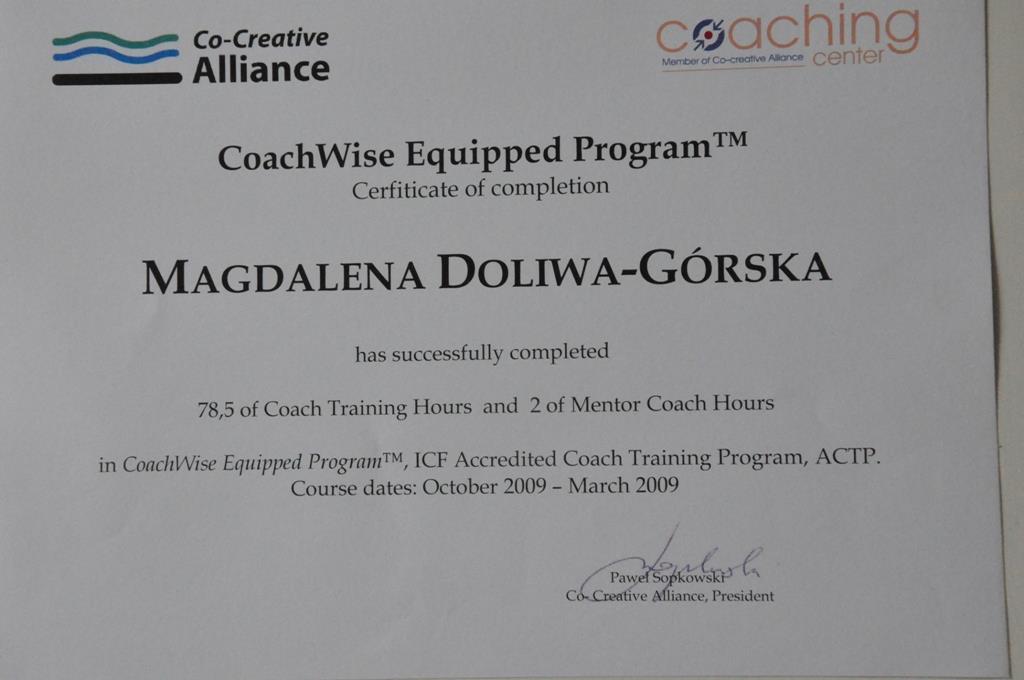 Co-Creative
Alliance
coaching
Member of Co-creative Alliance center
CoachWise Equipped Program™
Cerfiticate of completion
MAGDALENA DOLIWA-GÓRSKA
has successfully completed
78,5 of Coach Training Hours and 2 of Mentor Coach Hours
in CoachWise Equipped Program™, ICF Accredited Coach Training Program, ACTP.
Course dates: October 2009 – March 2009
Paweł Sopkowski
Co- Creative Alliance, President